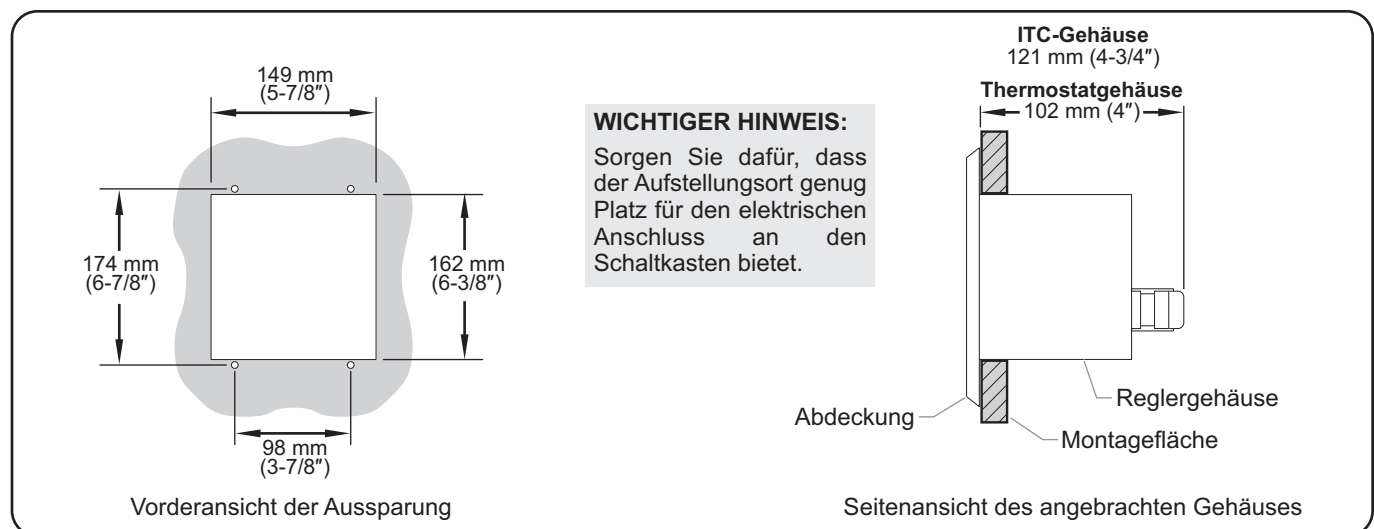 149 mm
(5-7/8″)
174 mm
(6-7/8″)
162 mm
(6-3/8″)
98 mm
(3-7/8″)
Vorderansicht der Aussparung
WICHTIGER HINWEIS:
Sorgen Sie dafür, dass
der Aufstellungsort genug
Platz für den elektrischen
Anschluss an den
Schaltkasten bietet.
ITC-Gehäuse
121 mm (4-3/4″)
Thermostatgehäuse
102 mm (4″)
Reglergehäuse
Abdeckung
Montagefläche
Seitenansicht des angebrachten Gehäuses